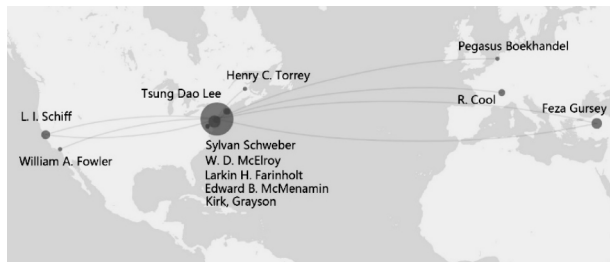 Pegasus Boekhandel
Henry C. Torrey
Tsung Dao Lee
R. Cool
Feza Gursey
L. I. Schiff
William A. Fowler
Sylvan Schweber
W. D. McElroy
Larkin H. Farinholt
Edward B. McMenamin
Kirk, Grayson